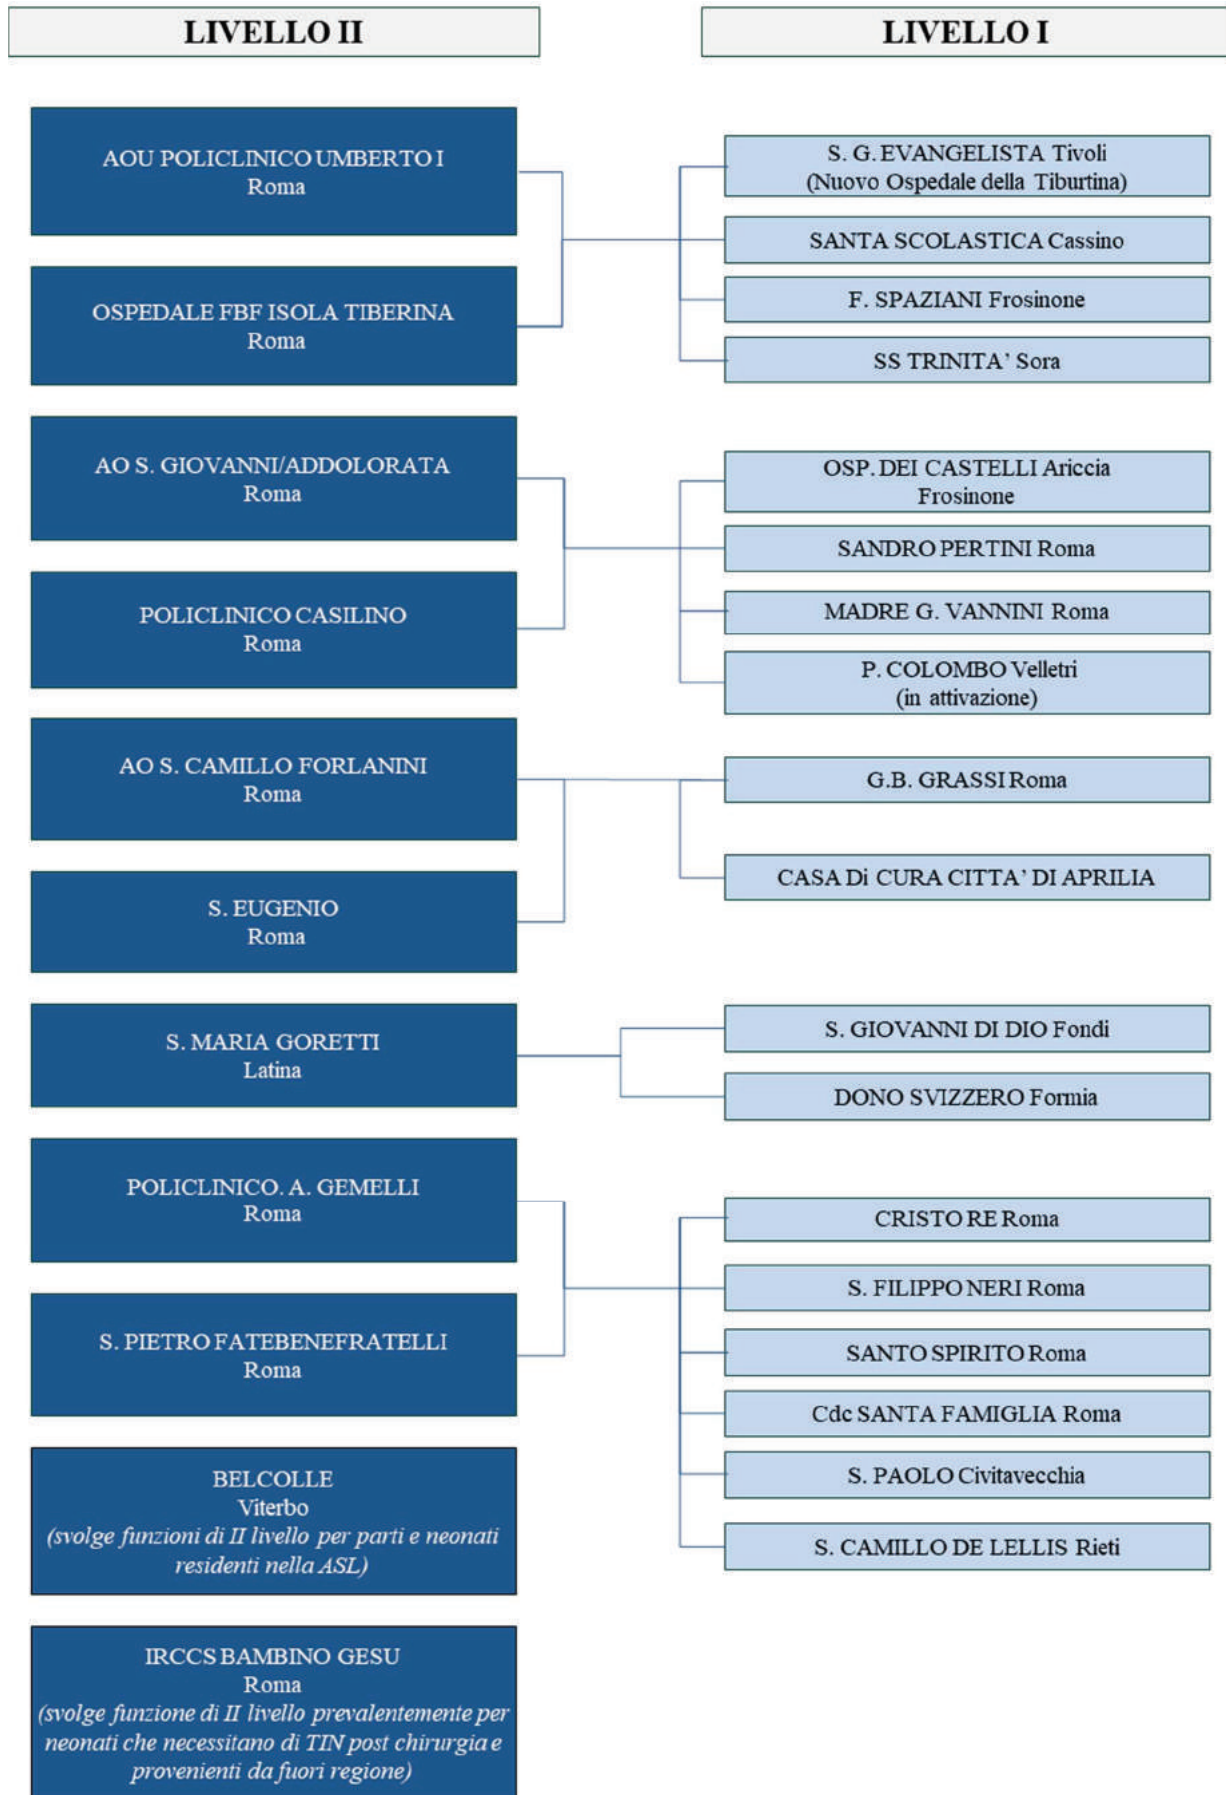 LIVELLO II
LIVELLO I
AOU POLICLINICO UMBERTO I
Roma
OSPEDALE FBF ISOLA TIBERINA
Roma
S. G. EVANGELISTA Tivoli
(Nuovo Ospedale della Tiburtina)
SANTA SCOLASTICA Cassino
F. SPAZIANI Frosinone
SS TRINITA’ Sora
AO S. GIOVANNI/ADDOLORATA
Roma
POLICLINICO CASILINO
Roma
OSP. DEI CASTELLI Ariccia
Frosinone
SANDRO PERTINI Roma
MADRE G. VANNINI Roma
P. COLOMBO Velletri
(in attivazione)
AO S. CAMILLO FORLANINI
Roma
S. EUGENIO
Roma
G.B. GRASSI Roma
CASA Di CURA CITTA’ DI APRILIA
S. MARIA GORETTI
Latina
S. GIOVANNI DI DIO Fondi
DONO SVIZZERO Formia
POLICLINICO. A. GEMELLI
Roma
S. PIETRO FATEBENEFRATELLI
Roma
CRISTO RE Roma
S. FILIPPO NERI Roma
SANTO SPIRITO Roma
Cdc SANTA FAMIGLIA Roma
S. PAOLO Civitavecchia
S. CAMILLO DE LELLIS Rieti
BELCOLLE
Viterbo
(svolge funzioni di II livello per parti e neonati
residenti nella ASL)
IRCCS BAMBINO GESU
Roma
(svolge funzione di II livello prevalentemente per
neonati che necessitano di TIN post chirurgia e
provenienti da fuori regione)